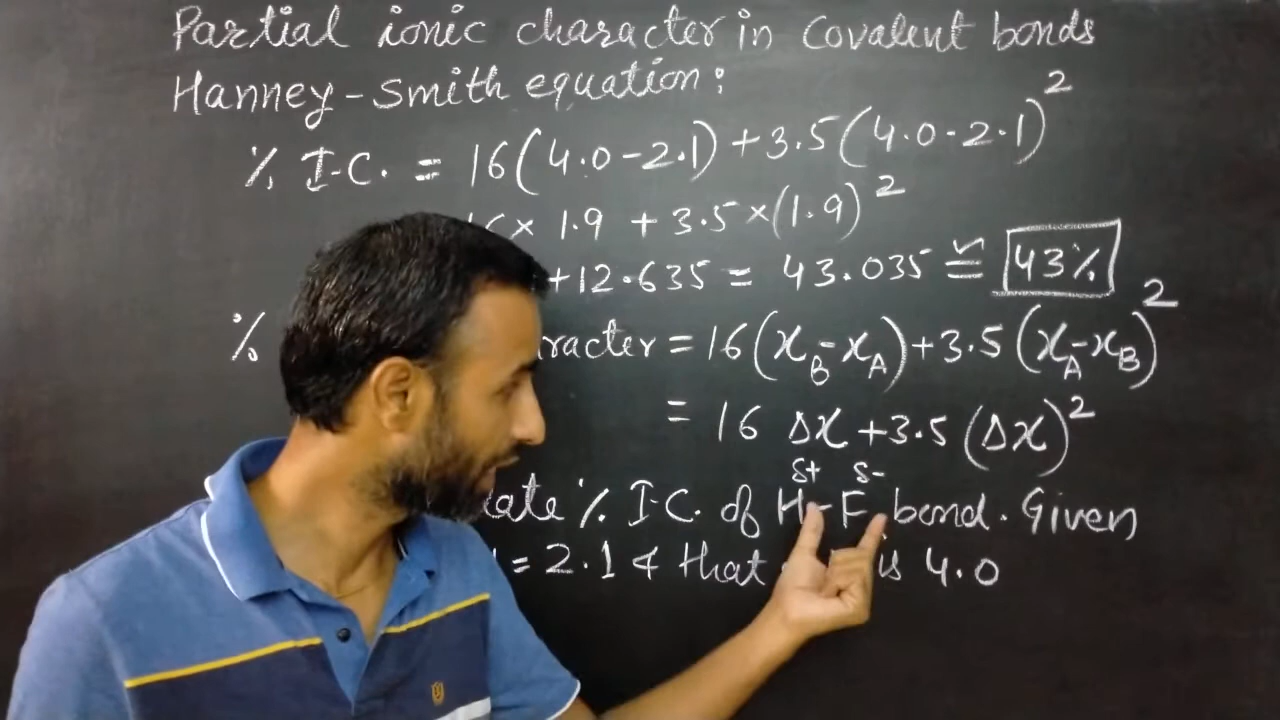 Partial ionic character in Covalent bonds
Hanney-Smith equation:
% I.C. = 16(4.0-2.1)+3.5(4.0-2.1)²
× 1.9 + 3.5×(1.9)²
+12.635 = 43.035 ≅ 43%
% = 16(x_B-x_A)+3.5(x_A-x_B)²
= 16 Δx+3.5(Δx)²
δ+ δ-
% I.C. of H-F bond. Given
= 2.1 & that is 4.0